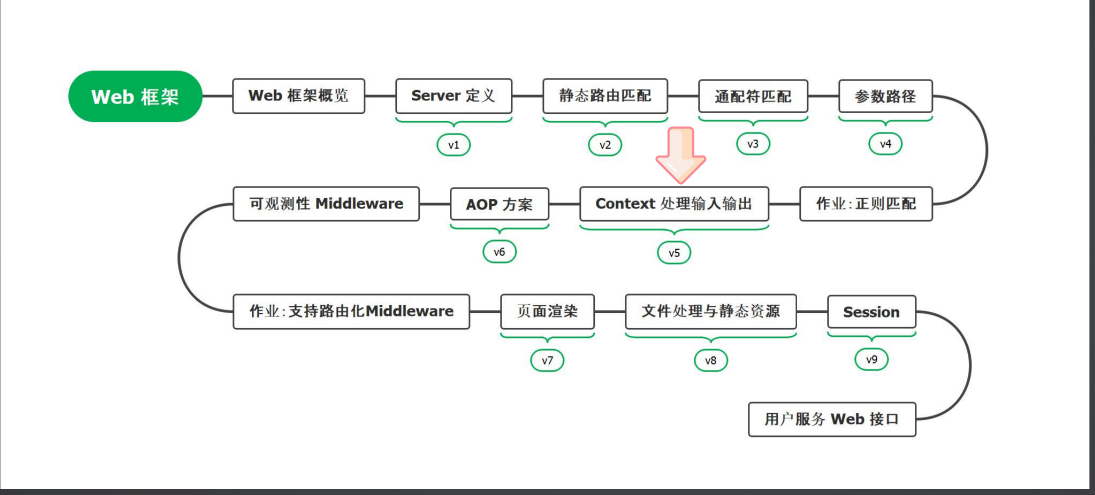 Web 框架
Web 框架概览
Server 定义
静态路由匹配
通配符匹配
参数路径
v1
v2
v3
v4
可观测性 Middleware
AOP 方案
Context 处理输入输出
作业:正则匹配
v6
v5
作业:支持路由化Middleware
页面渲染
文件处理与静态资源
Session
v7
v8
v9
用户服务 Web 接口